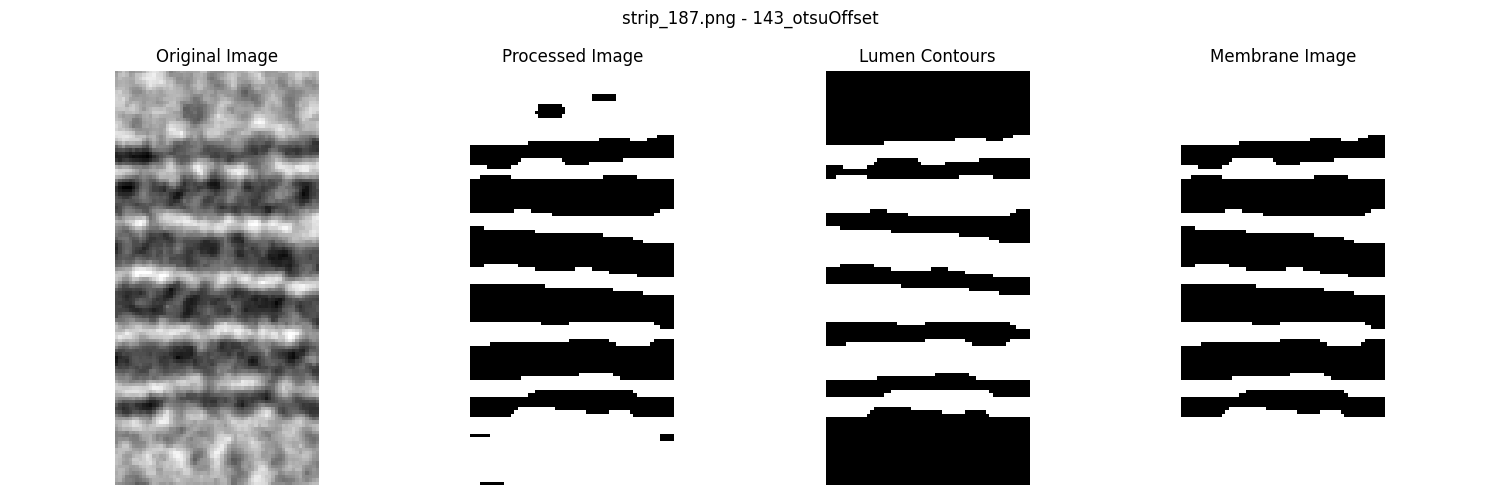 strip_187.png - 143_otsuOffset
Original Image
Processed Image
Lumen Contours
Membrane Image